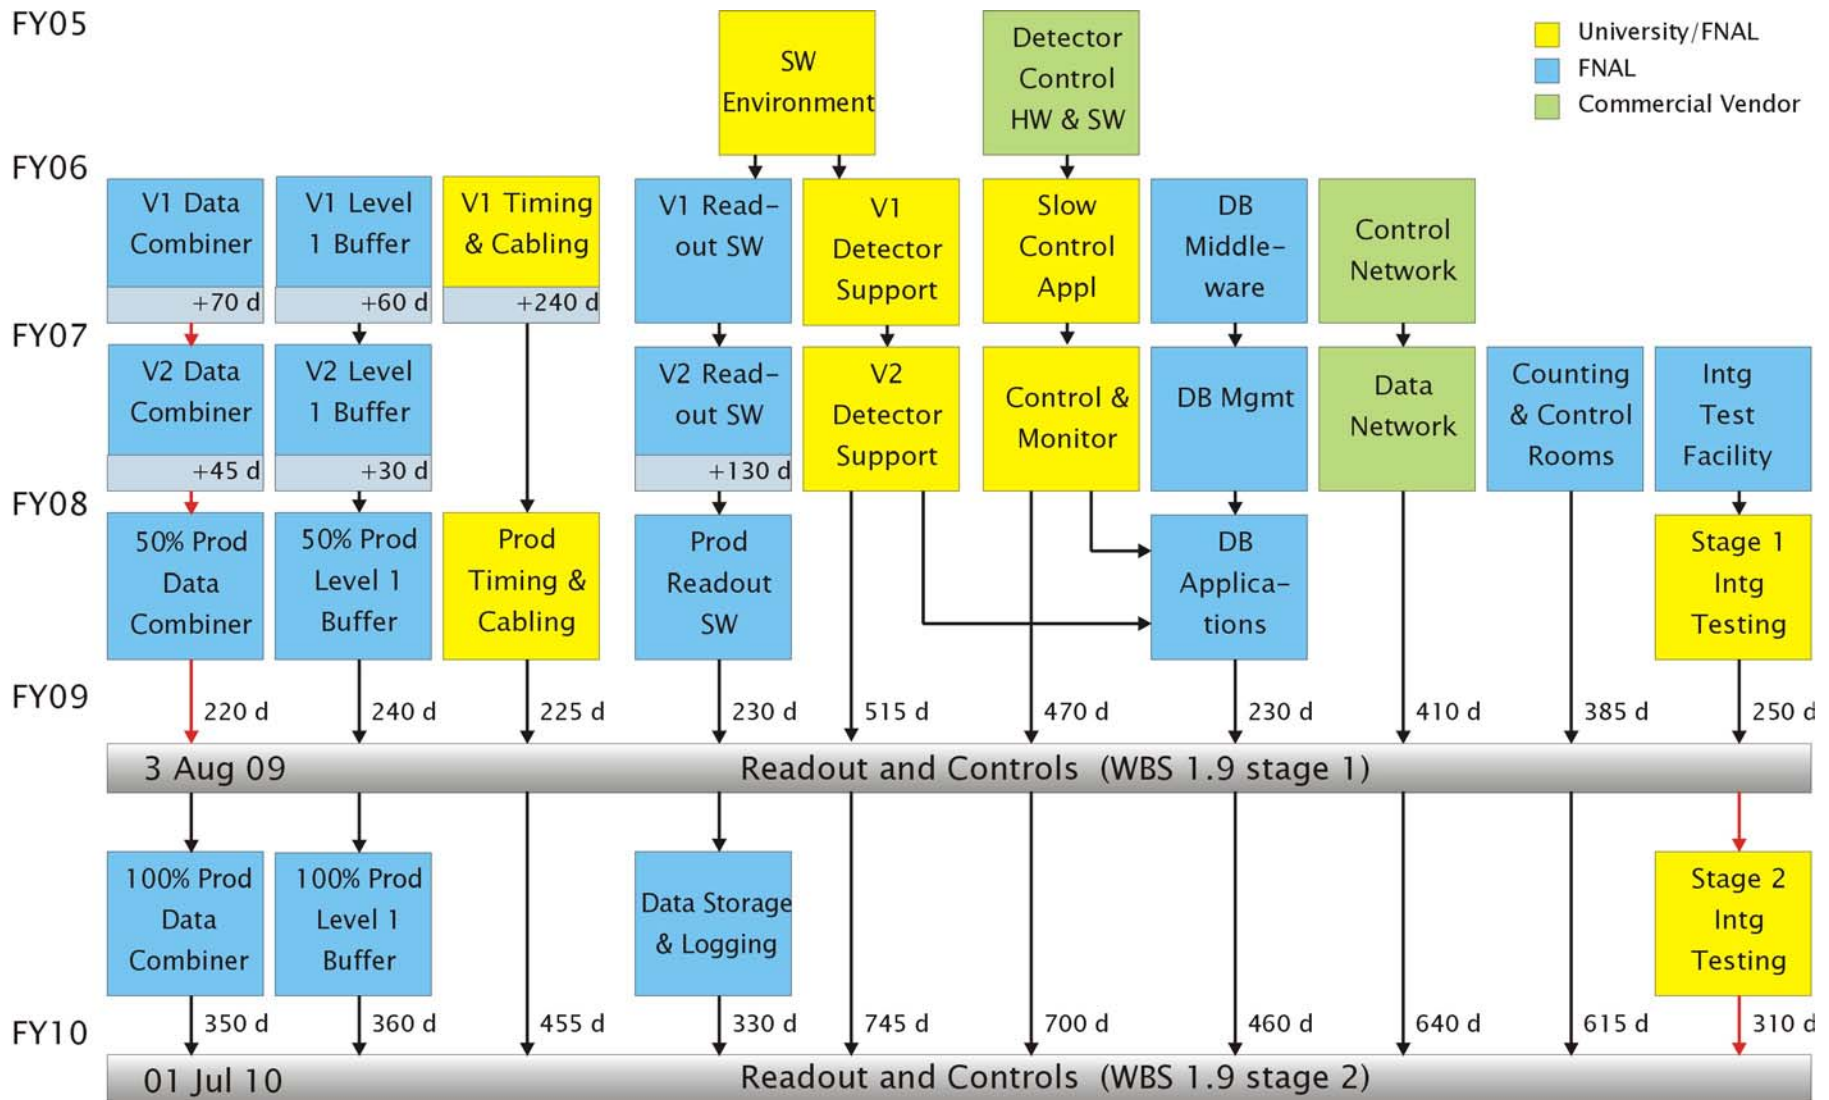 FY05
SW
Environment
Detector
Control
HW & SW
University/FNAL
FNAL
Commercial Vendor
FY06
V1 Data
Combiner
+70 d
V1 Level
1 Buffer
+60 d
V1 Timing
& Cabling
+240 d
V1 Read-
out SW
V1
Detector
Support
Slow
Control
Appl
DB
Middle-
ware
Control
Network
FY07
V2 Data
Combiner
+45 d
V2 Level
1 Buffer
+30 d
V2 Read-
out SW
+130 d
V2
Detector
Support
Control &
Monitor
DB Mgmt
Data
Network
Counting
& Control
Rooms
Intg
Test
Facility
FY08
50% Prod
Data
Combiner
50% Prod
Level 1
Buffer
Prod
Timing &
Cabling
Prod
Readout
SW
DB
Applica-
tions
Stage 1
Intg
Testing
FY09
220 d
240 d
225 d
230 d
515 d
470 d
230 d
410 d
385 d
250 d
3 Aug 09
Readout and Controls (WBS 1.9 stage 1)
100% Prod
Data
Combiner
100% Prod
Level 1
Buffer
Data Storage
& Logging
Stage 2
Intg
Testing
FY10
350 d
360 d
455 d
330 d
745 d
700 d
460 d
640 d
615 d
310 d
01 Jul 10
Readout and Controls (WBS 1.9 stage 2)